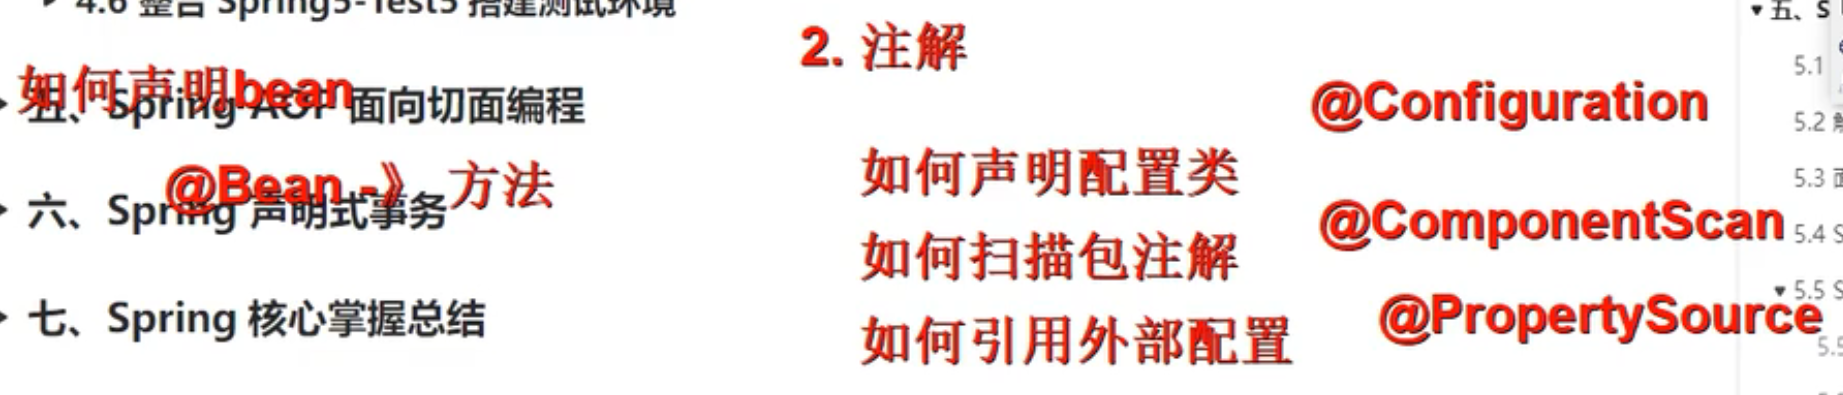 4.6 整合 Spring5-Test5 搭建测试环境
如何声明bean
五、Spring AOP 面向切面编程
@Bean -》 方法
六、Spring 声明式事务
七、Spring 核心掌握总结
2. 注解
如何声明配置类
@Configuration
如何扫描包注解
@ComponentScan
如何引用外部配置
@PropertySource
五、S
5.1
5.2
5.3
5.4 S
5.5 S